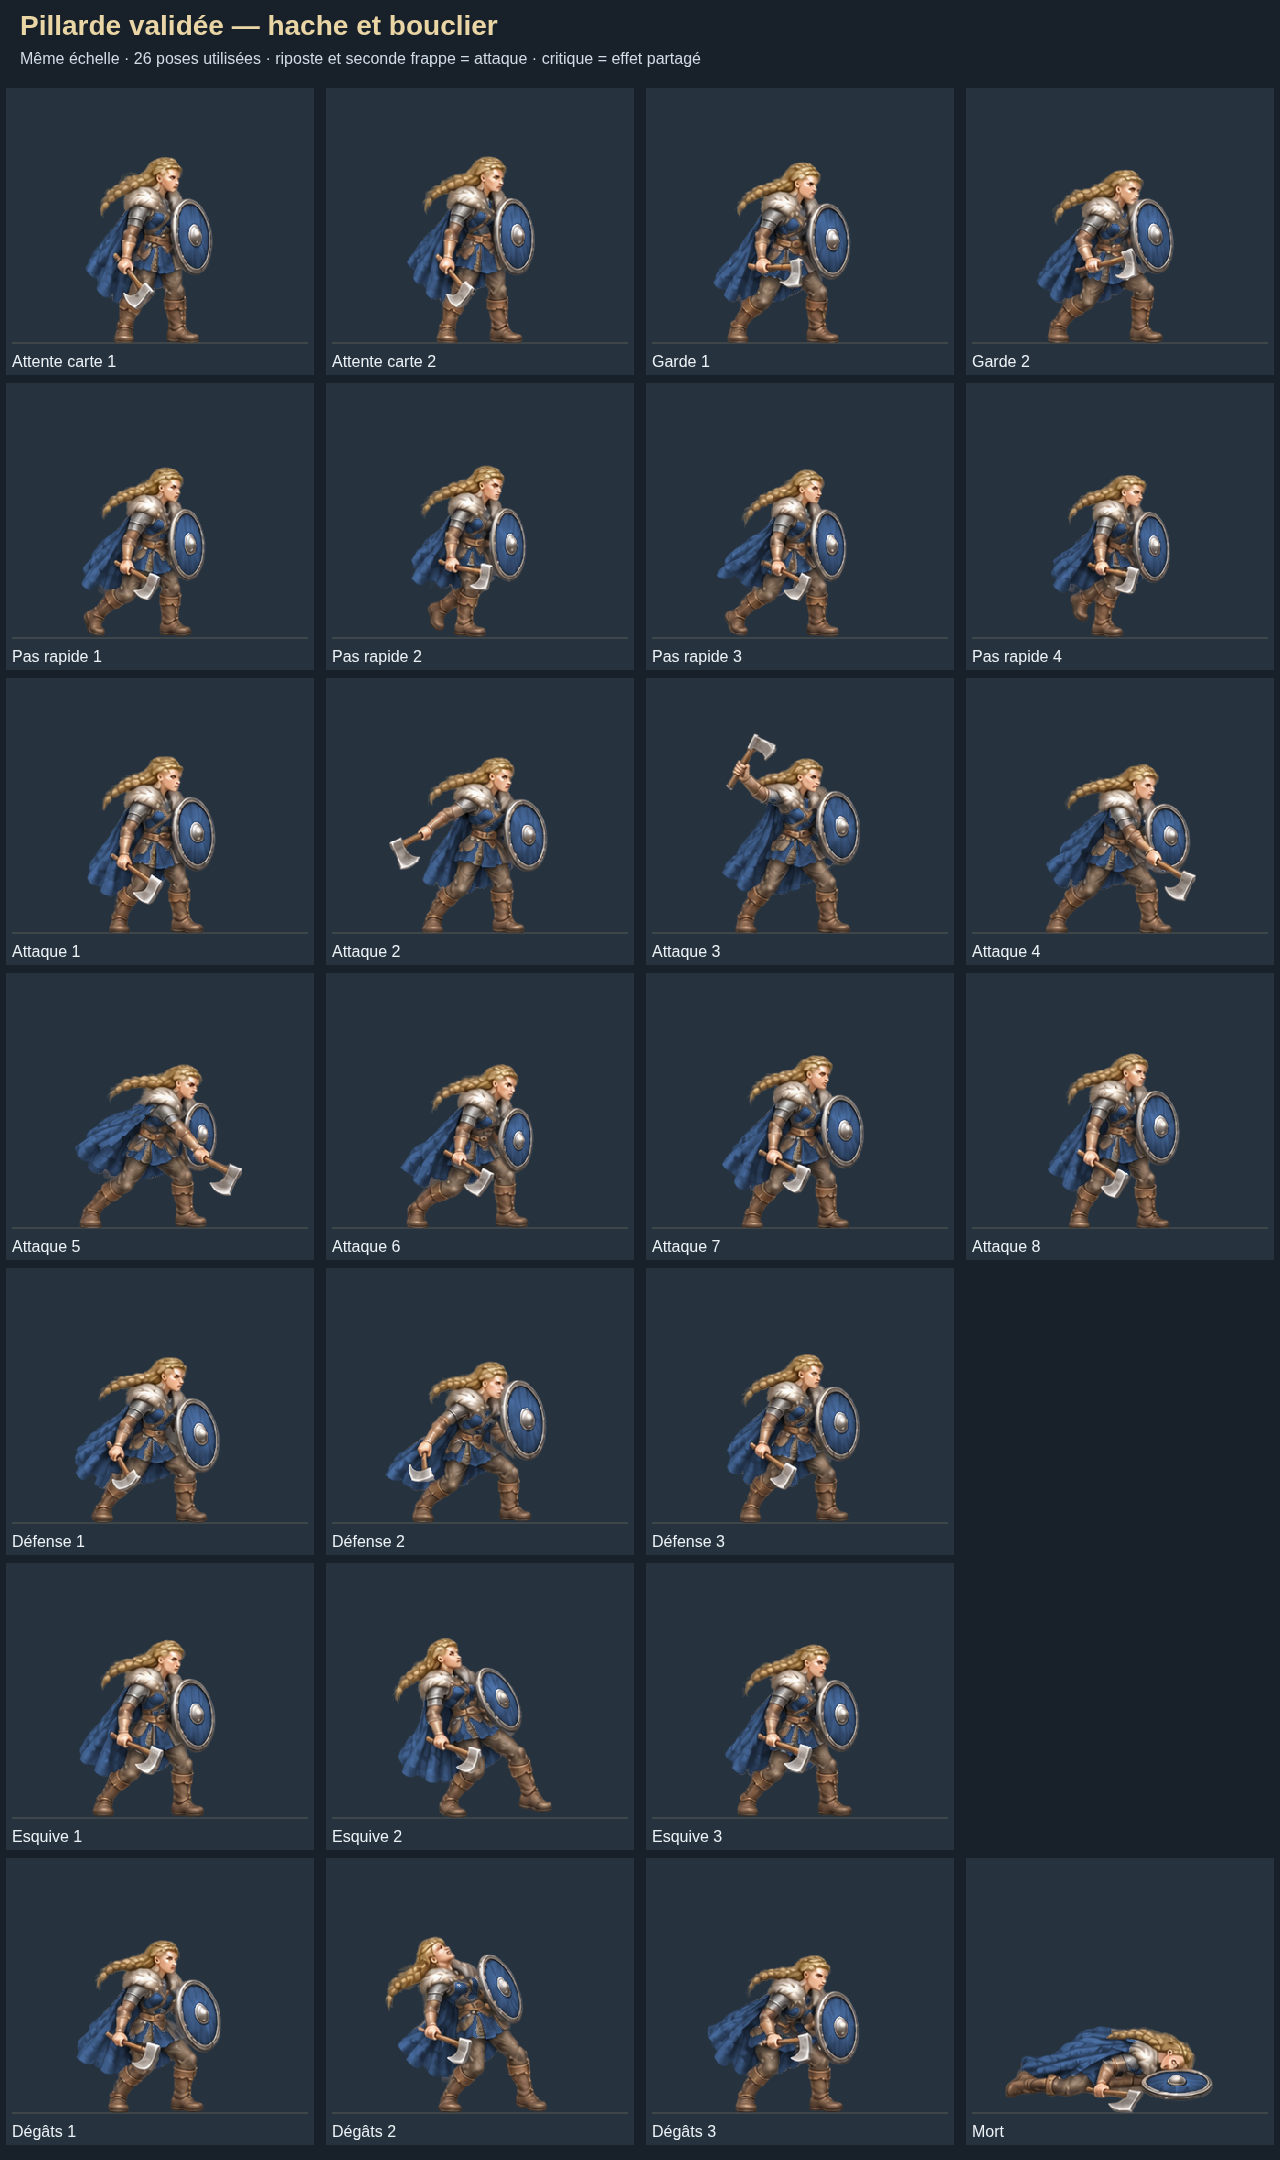 Pillarde validée — hache et bouclier
Même échelle · 26 poses utilisées · riposte et seconde frappe = attaque · critique = effet partagé
Attente carte 1
Attente carte 2
Garde 1
Garde 2
Pas rapide 1
Pas rapide 2
Pas rapide 3
Pas rapide 4
Attaque 1
Attaque 2
Attaque 3
Attaque 4
Attaque 5
Attaque 6
Attaque 7
Attaque 8
Défense 1
Défense 2
Défense 3
Esquive 1
Esquive 2
Esquive 3
Dégâts 1
Dégâts 2
Dégâts 3
Mort